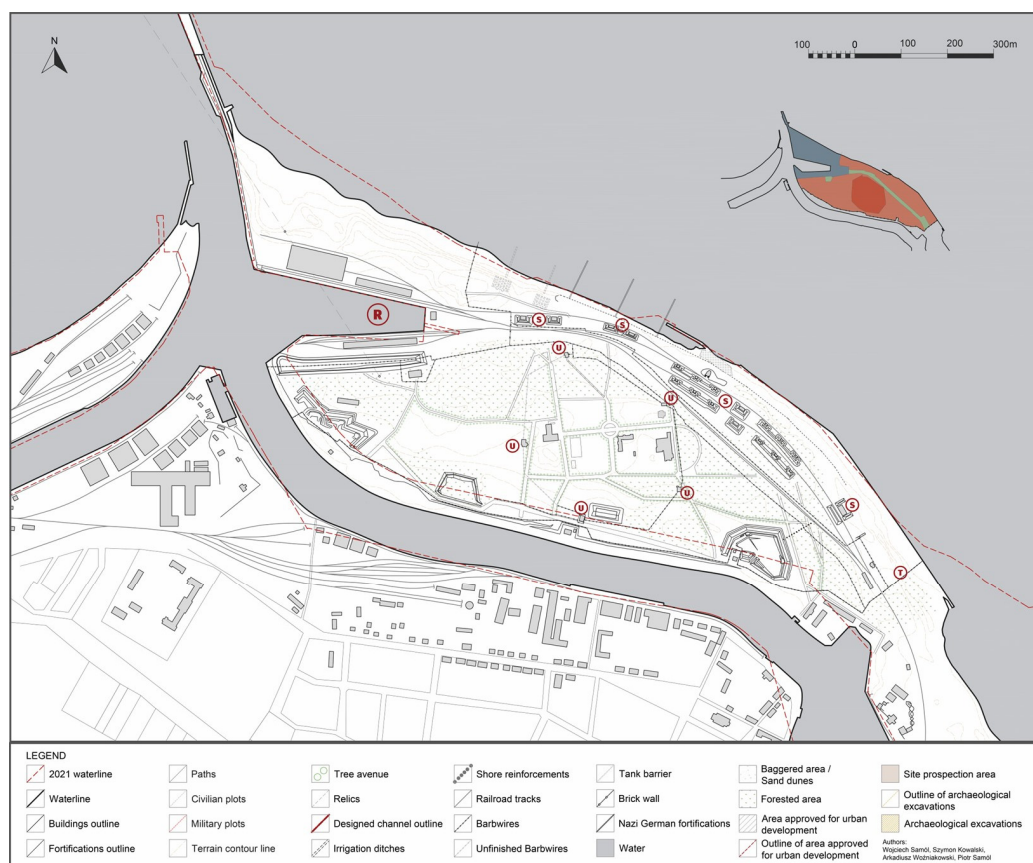 N
100 0 100 200 300m
R
S
S
U
U
S
U
U
U
S
T
LEGEND
2021 waterline
Waterline
Buildings outline
Fortifications outline
Paths
Civilian plots
Military plots
Terrain contour line
Tree avenue
Relics
Designed channel outline
Irrigation ditches
Shore reinforcements
Railroad tracks
Barbwires
Unfinished Barbwires
Tank barrier
Brick wall
Nazi German fortifications
Water
Baggered area /
Sand dunes
Forested area
Area approved for urban
development
Outline of area approved
for urban development
Site prospection area
Outline of archaeological
excavations
Archaeological excavations
Authors:
Wojciech Samól, Szymon Kowalski,
Arkadiusz Woźniakowski, Piotr Samól